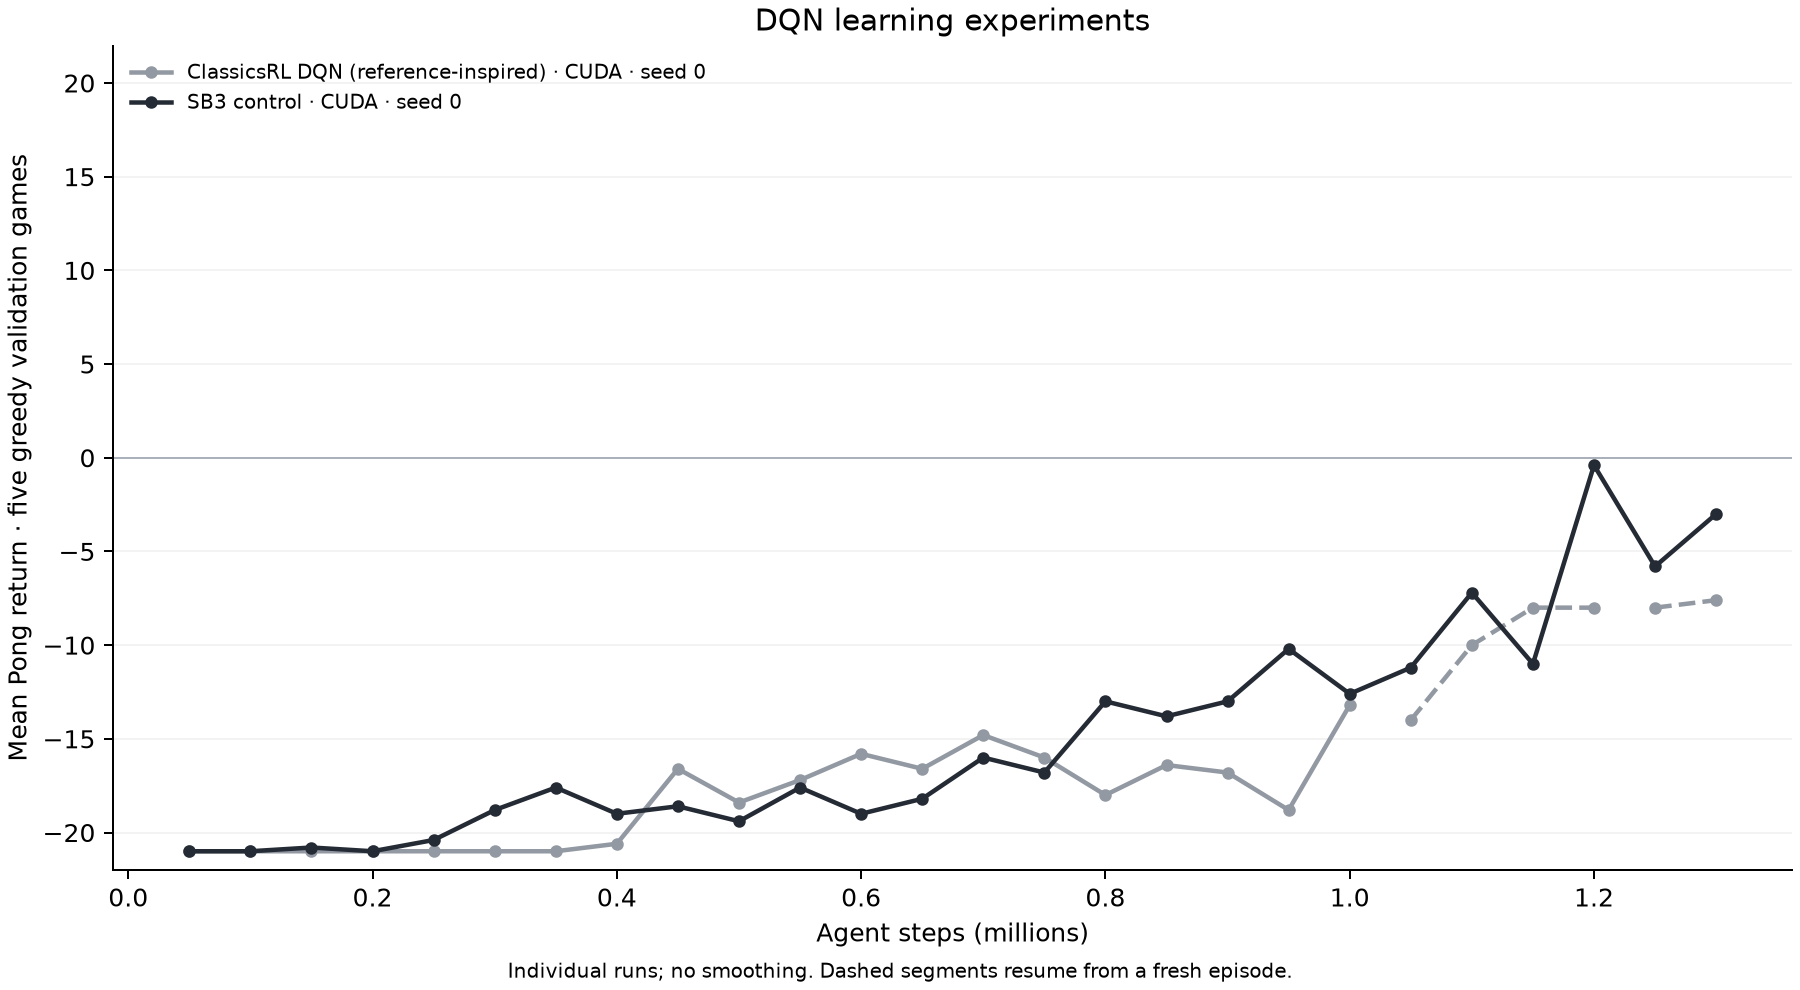 DQN learning experiments
ClassicsRL DQN (reference-inspired) · CUDA · seed 0
SB3 control · CUDA · seed 0
Mean Pong return · five greedy validation games
20
15
10
5
0
−5
−10
−15
−20
0.0
0.2
0.4
0.6
0.8
1.0
1.2
Agent steps (millions)
Individual runs; no smoothing. Dashed segments resume from a fresh episode.